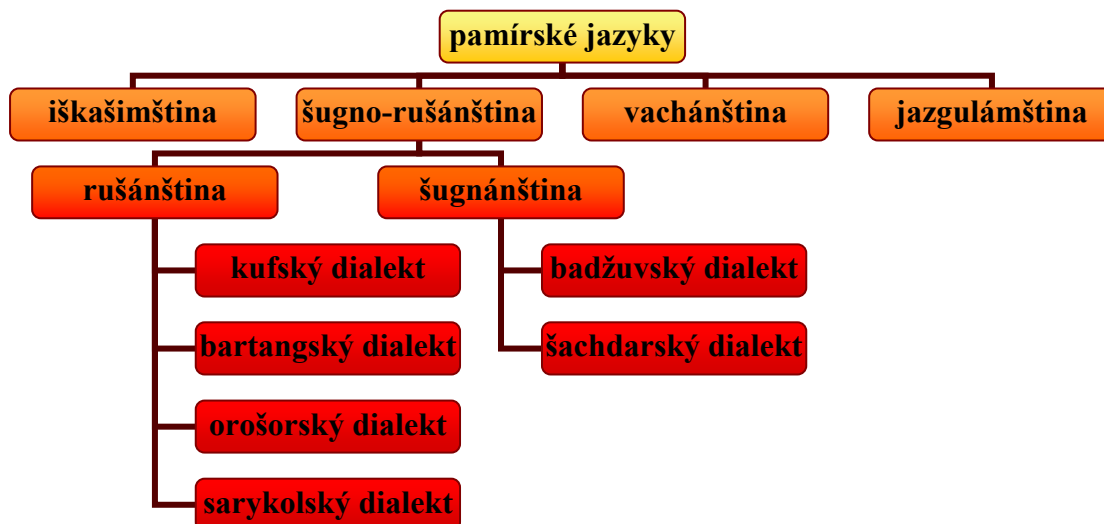 pamírské jazyky
iškašimština
šugno-rušánština
vachánština
jazgulámština
rušánština
šugnánština
kufský dialekt
badžuvský dialekt
bartangský dialekt
šachdarský dialekt
orošorský dialekt
sarykolský dialekt